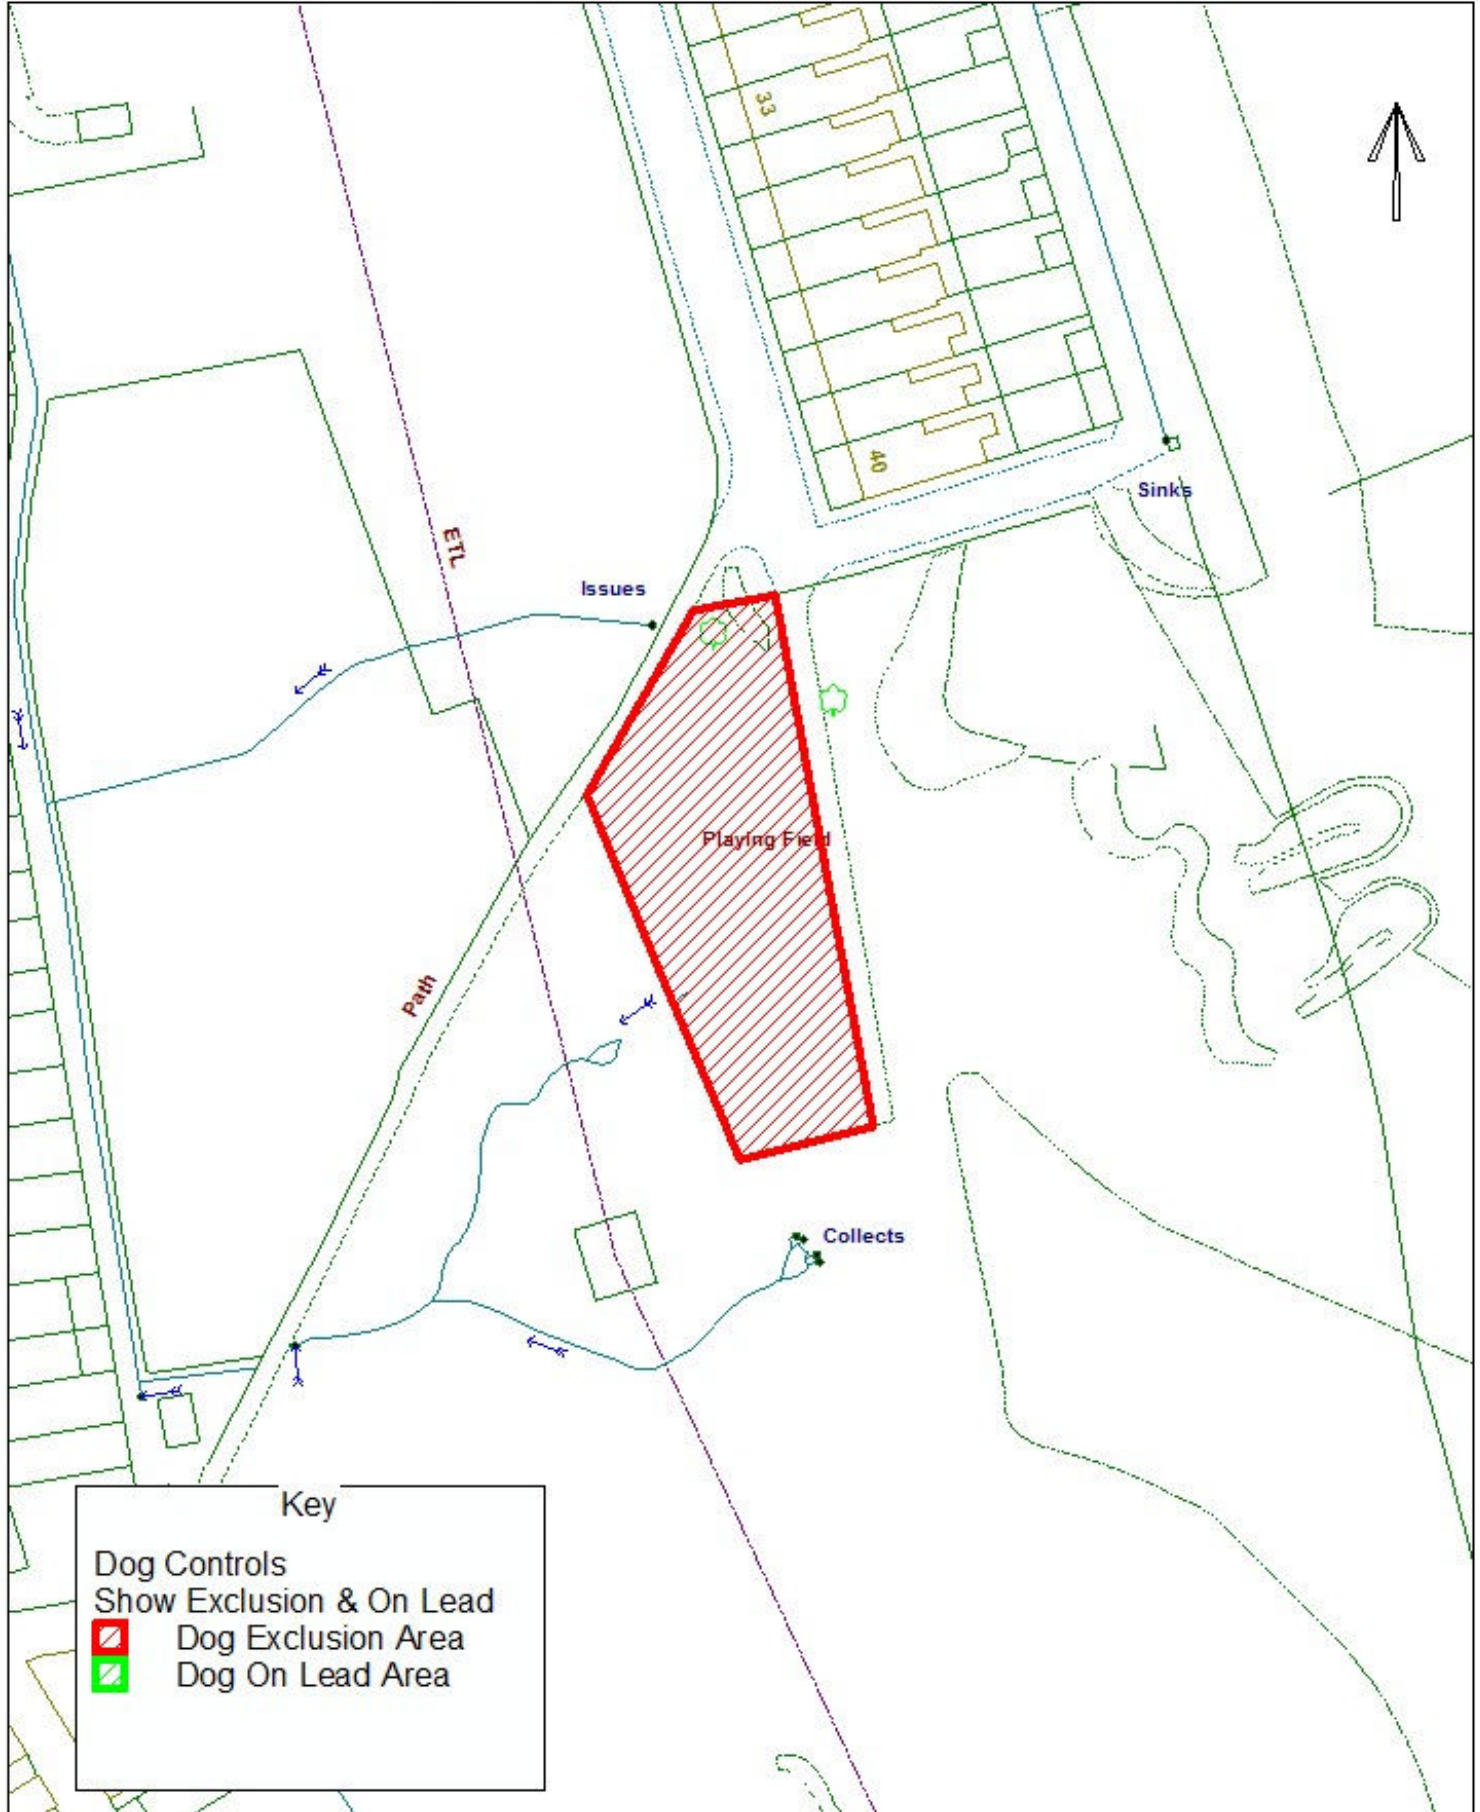 33
40
Sinks
ETL
Issues
Playing Field
Path
Collects
Key
Dog Controls
Show Exclusion & On Lead
Dog Exclusion Area
Dog On Lead Area